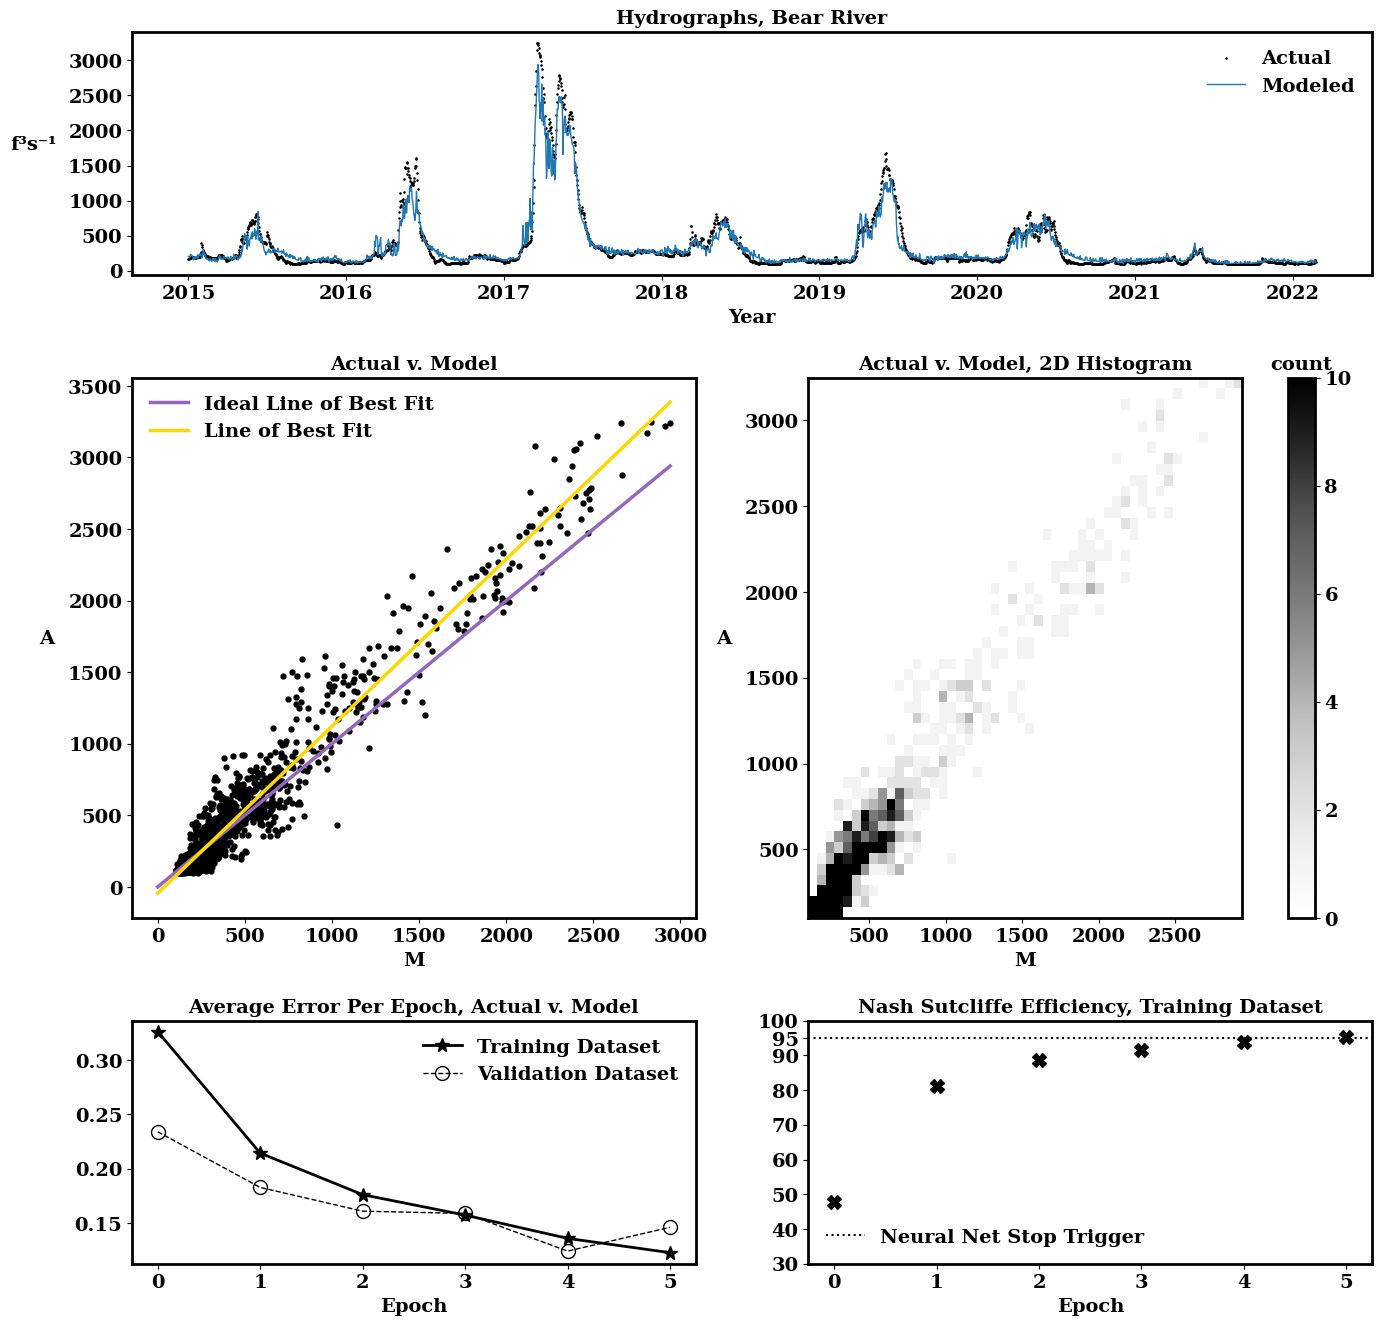 Hydrographs, Bear River
3000
2500
2000
1500
1000
500
0
f³s⁻¹
Actual
Modeled
2015 2016 2017 2018 2019 2020 2021 2022
Year
Actual v. Model
3500
3000
2500
2000
1500
1000
500
0
A
Ideal Line of Best Fit
Line of Best Fit
0 500 1000 1500 2000 2500 3000
M
Actual v. Model, 2D Histogram
3000
2500
2000
1500
1000
500
A
500 1000 1500 2000 2500
M
count
10
8
6
4
2
0
Average Error Per Epoch, Actual v. Model
0.30
0.25
0.20
0.15
Training Dataset
Validation Dataset
0 1 2 3 4 5
Epoch
Nash Sutcliffe Efficiency, Training Dataset
100
95
90
80
70
60
50
40
30
Neural Net Stop Trigger
0 1 2 3 4 5
Epoch